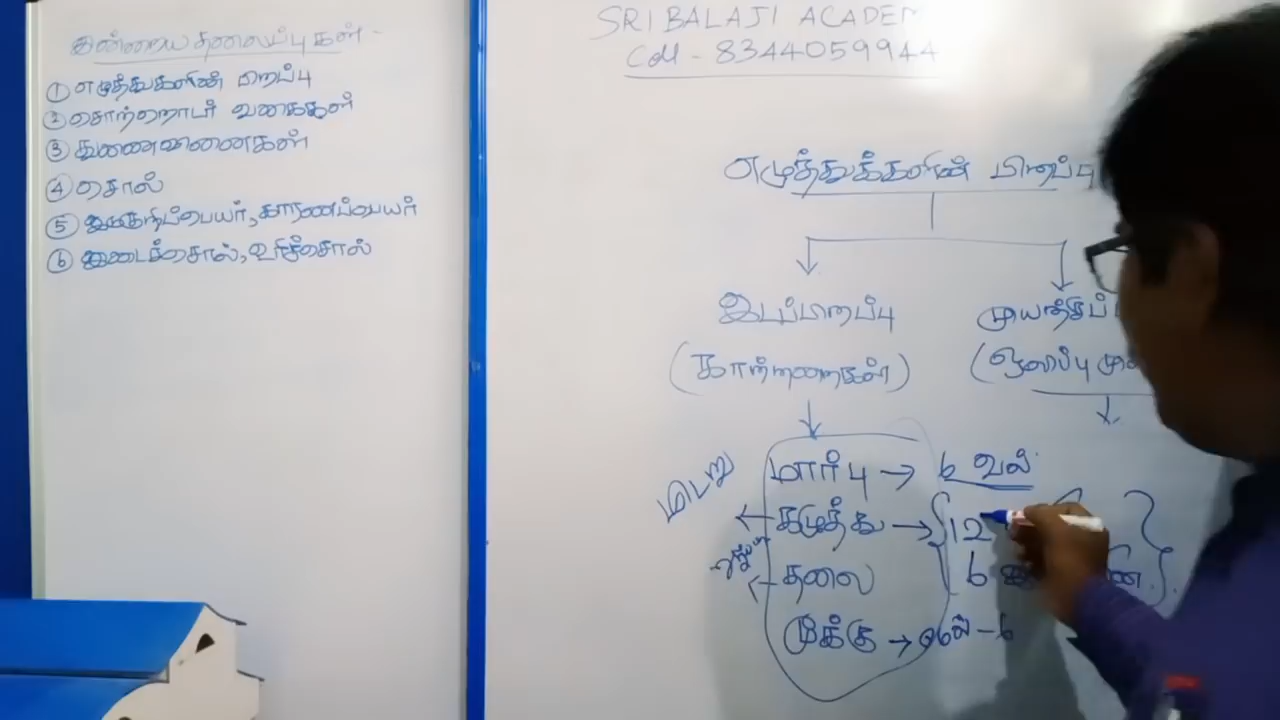 இன்றைய தலைப்புகள் -
① எழுத்துகளின் பிறப்பு
② சொற்றொடர் வகைகள்
③ துணைவினைகள்
④ சொல்
⑤ இடுகுறிப்பெயர், காரணப்பெயர்
⑥ இடைச்சொல், உரிச்சொல்
SRI BALAJI ACADEM
Cell - 8344059944
எழுத்துக்களின் பிறப்பு
இடப்பிறப்பு
முயற்சிப்
(காற்றறைகள்)
(ஒலிப்பு மு
மார்பு → 6 வல்
கழுத்து → 12
தலை 6
மூக்கு → மெல் - 6